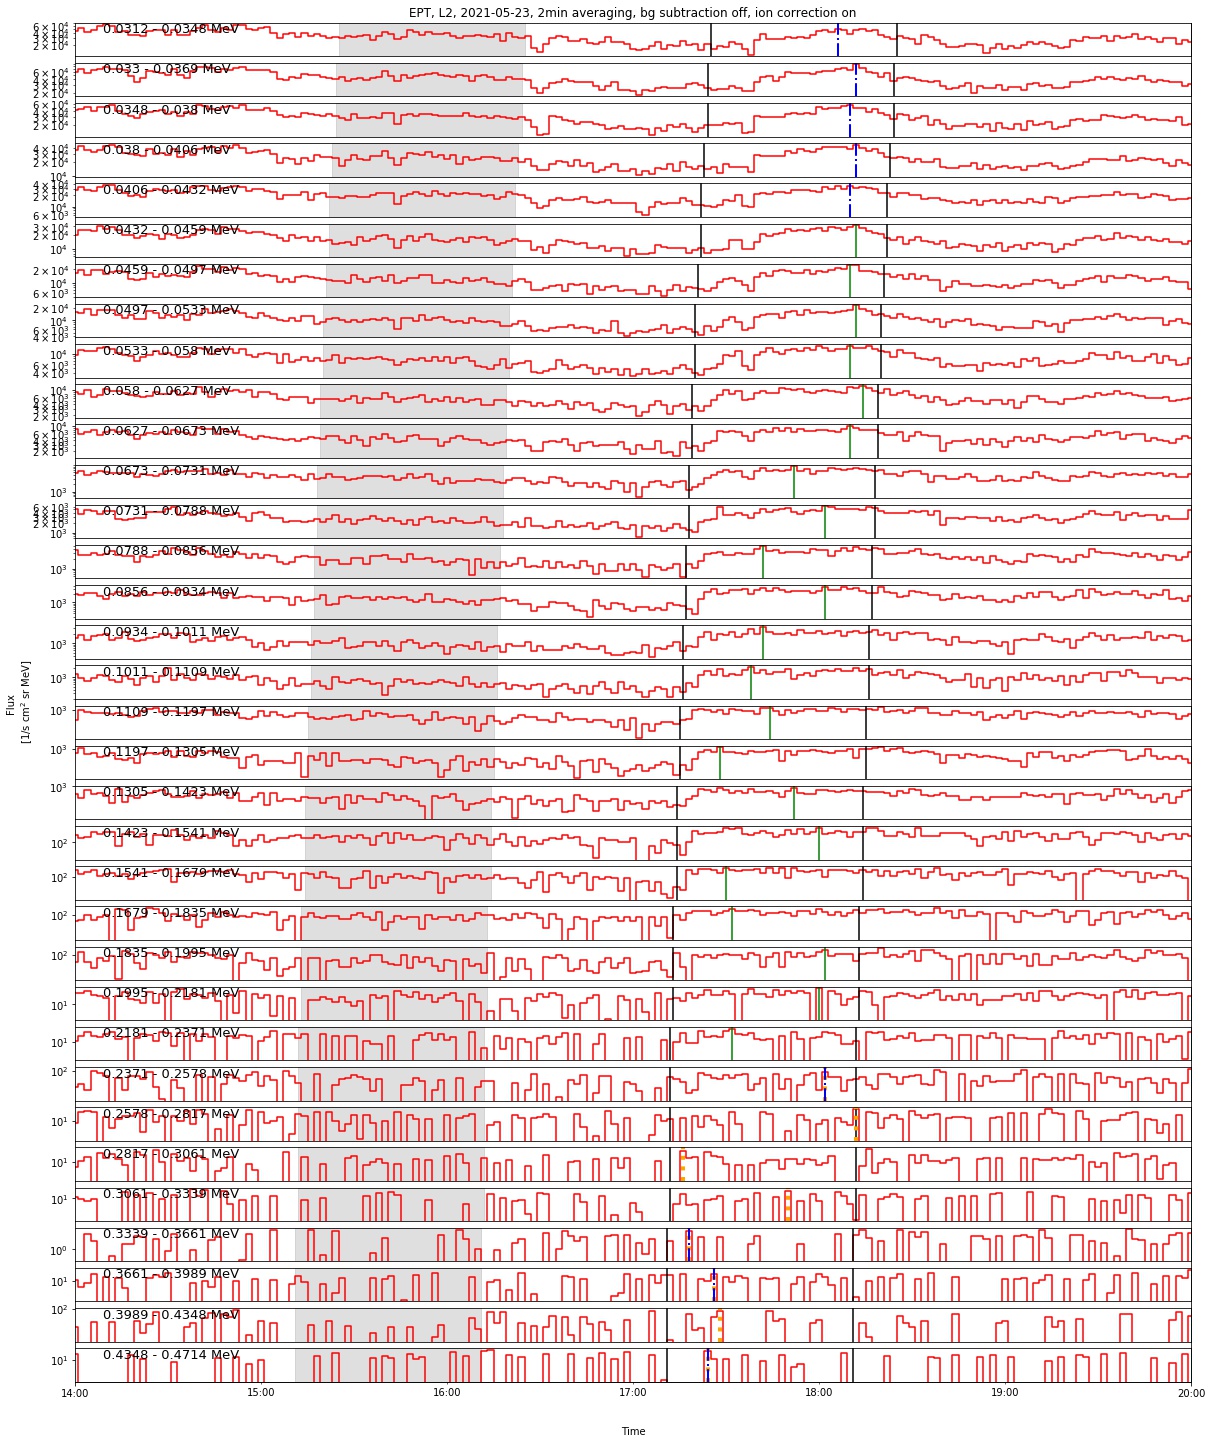 EPT, L2, 2021-05-23, 2min averaging, bg subtraction off, ion correction on
0.0312 - 0.0348 MeV
0.033 - 0.0369 MeV
0.0348 - 0.038 MeV
0.038 - 0.0406 MeV
0.0406 - 0.0432 MeV
0.0432 - 0.0459 MeV
0.0459 - 0.0497 MeV
0.0497 - 0.0533 MeV
0.0533 - 0.058 MeV
0.058 - 0.0627 MeV
0.0627 - 0.0673 MeV
0.0673 - 0.0731 MeV
0.0731 - 0.0788 MeV
0.0788 - 0.0856 MeV
0.0856 - 0.0934 MeV
0.0934 - 0.1011 MeV
0.1011 - 0.1109 MeV
0.1109 - 0.1197 MeV
0.1197 - 0.1305 MeV
0.1305 - 0.1423 MeV
0.1423 - 0.1541 MeV
0.1541 - 0.1679 MeV
0.1679 - 0.1835 MeV
0.1835 - 0.1995 MeV
0.1995 - 0.2181 MeV
0.2181 - 0.2371 MeV
0.2371 - 0.2578 MeV
0.2578 - 0.2817 MeV
0.2817 - 0.3061 MeV
0.3061 - 0.3339 MeV
0.3339 - 0.3661 MeV
0.3661 - 0.3989 MeV
0.3989 - 0.4348 MeV
0.4348 - 0.4714 MeV
Flux
[1/s cm² sr MeV]
14:00 15:00 16:00 17:00 18:00 19:00 20:00
Time